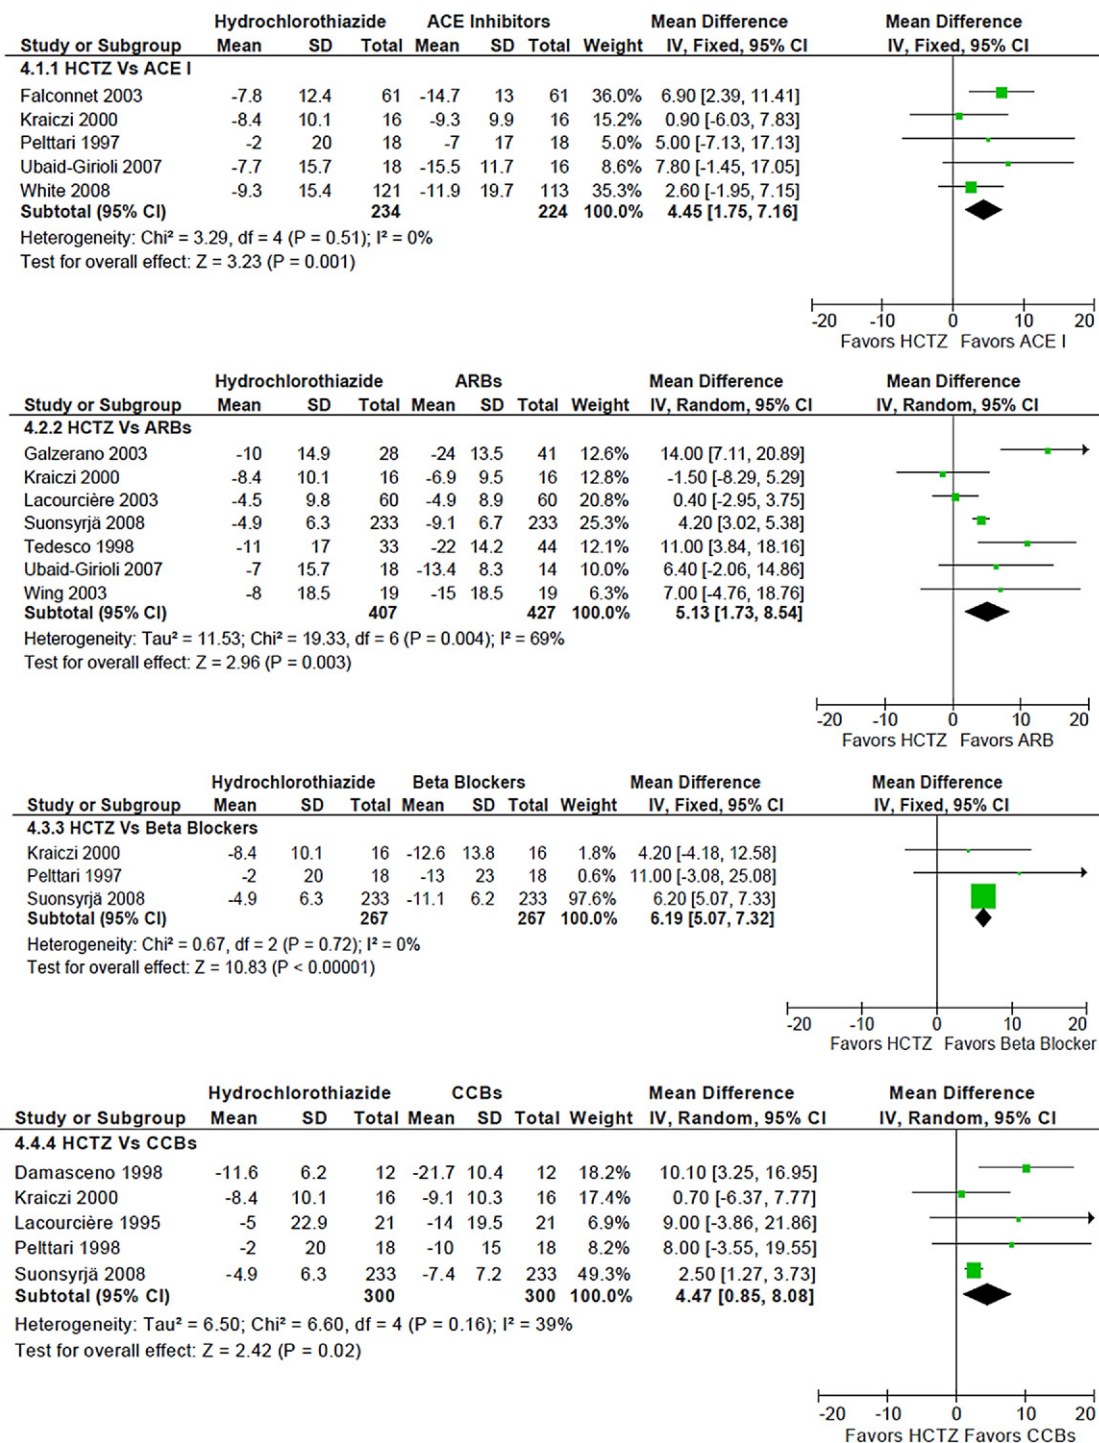 Hydrochlorothiazide ACE Inhibitors Mean Difference Mean Difference
Study or Subgroup Mean SD Total Mean SD Total Weight IV, Fixed, 95% CI IV, Fixed, 95% CI
4.1.1 HCTZ Vs ACE I
Falconnet 2003 -7.8 12.4 61 -14.7 13 61 36.0% 6.90 [2.39, 11.41]
Kraiczi 2000 -8.4 10.1 16 -9.3 9.9 16 15.2% 0.90 [-6.03, 7.83]
Pelttari 1997 -2 20 18 -7 17 18 5.0% 5.00 [-7.13, 17.13]
Ubaid-Girioli 2007 -7.7 15.7 18 -15.5 11.7 16 8.6% 7.80 [-1.45, 17.05]
White 2008 -9.3 15.4 121 -11.9 19.7 113 35.3% 2.60 [-1.95, 7.15]
Subtotal (95% CI) 234 224 100.0% 4.45 [1.75, 7.16]
Heterogeneity: Chi² = 3.29, df = 4 (P = 0.51); I² = 0%
Test for overall effect: Z = 3.23 (P = 0.001)
-20 -10 0 10 20
Favors HCTZ Favors ACE I
Hydrochlorothiazide ARBs Mean Difference Mean Difference
Study or Subgroup Mean SD Total Mean SD Total Weight IV, Random, 95% CI IV, Random, 95% CI
4.2.2 HCTZ Vs ARBs
Galzerano 2003 -10 14.9 28 -24 13.5 41 12.6% 14.00 [7.11, 20.89]
Kraiczi 2000 -8.4 10.1 16 -6.9 9.5 16 12.8% -1.50 [-8.29, 5.29]
Lacourcière 2003 -4.5 9.8 60 -4.9 8.9 60 20.8% 0.40 [-2.95, 3.75]
Suonsyrjä 2008 -4.9 6.3 233 -9.1 6.7 233 25.3% 4.20 [3.02, 5.38]
Tedesco 1998 -11 17 33 -22 14.2 44 12.1% 11.00 [3.84, 18.16]
Ubaid-Girioli 2007 -7 15.7 18 -13.4 8.3 14 10.0% 6.40 [-2.06, 14.86]
Wing 2003 -8 18.5 19 -15 18.5 19 6.3% 7.00 [-4.76, 18.76]
Subtotal (95% CI) 407 427 100.0% 5.13 [1.73, 8.54]
Heterogeneity: Tau² = 11.53; Chi² = 19.33, df = 6 (P = 0.004); I² = 69%
Test for overall effect: Z = 2.96 (P = 0.003)
-20 -10 0 10 20
Favors HCTZ Favors ARB
Hydrochlorothiazide Beta Blockers Mean Difference Mean Difference
Study or Subgroup Mean SD Total Mean SD Total Weight IV, Fixed, 95% CI IV, Fixed, 95% CI
4.3.3 HCTZ Vs Beta Blockers
Kraiczi 2000 -8.4 10.1 16 -12.6 13.8 16 1.8% 4.20 [-4.18, 12.58]
Pelttari 1997 -2 20 18 -13 23 18 0.6% 11.00 [-3.08, 25.08]
Suonsyrjä 2008 -4.9 6.3 233 -11.1 6.2 233 97.6% 6.20 [5.07, 7.33]
Subtotal (95% CI) 267 267 100.0% 6.19 [5.07, 7.32]
Heterogeneity: Chi² = 0.67, df = 2 (P = 0.72); I² = 0%
Test for overall effect: Z = 10.83 (P < 0.00001)
-20 -10 0 10 20
Favors HCTZ Favors Beta Blocker
Hydrochlorothiazide CCBs Mean Difference Mean Difference
Study or Subgroup Mean SD Total Mean SD Total Weight IV, Random, 95% CI IV, Random, 95% CI
4.4.4 HCTZ Vs CCBs
Damasceno 1998 -11.6 6.2 12 -21.7 10.4 12 18.2% 10.10 [3.25, 16.95]
Kraiczi 2000 -8.4 10.1 16 -9.1 10.3 16 17.4% 0.70 [-6.37, 7.77]
Lacourcière 1995 -5 22.9 21 -14 19.5 21 6.9% 9.00 [-3.86, 21.86]
Pelttari 1998 -2 20 18 -10 15 18 8.2% 8.00 [-3.55, 19.55]
Suonsyrjä 2008 -4.9 6.3 233 -7.4 7.2 233 49.3% 2.50 [1.27, 3.73]
Subtotal (95% CI) 300 300 100.0% 4.47 [0.85, 8.08]
Heterogeneity: Tau² = 6.50; Chi² = 6.60, df = 4 (P = 0.16); I² = 39%
Test for overall effect: Z = 2.42 (P = 0.02)
-20 -10 0 10 20
Favors HCTZ Favors CCBs